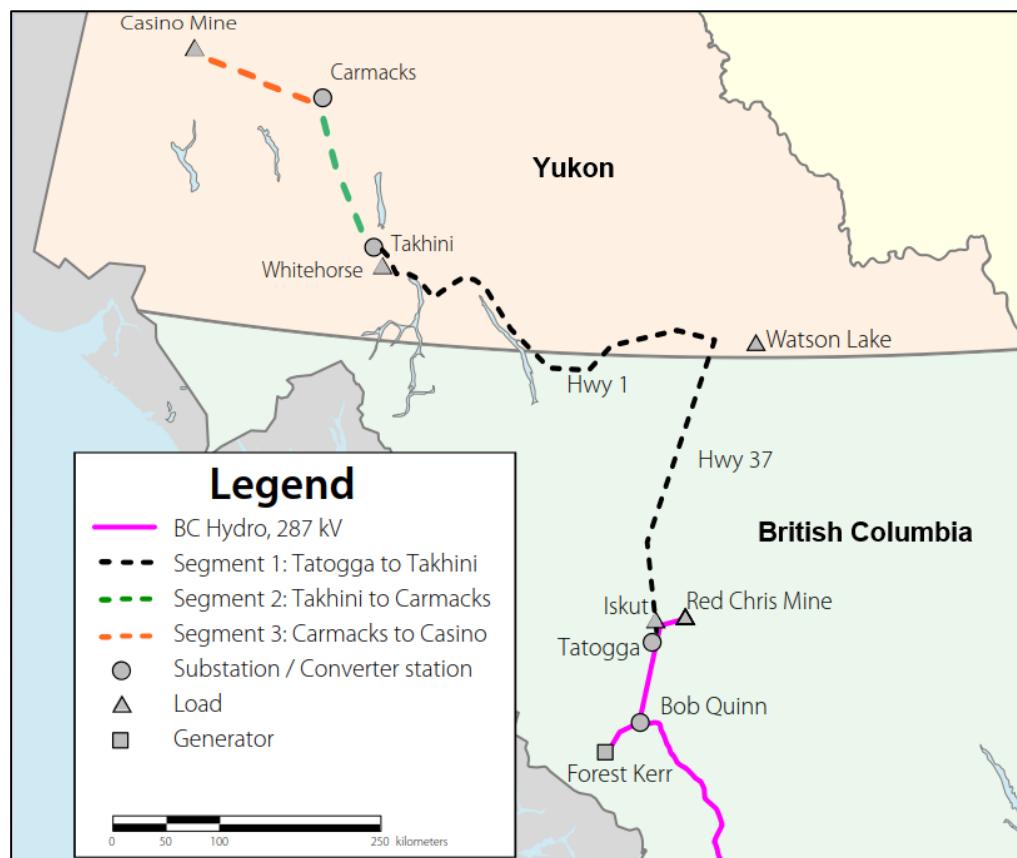 Casino Mine
Carmacks
Yukon
Takhini
Whitehorse
Watson Lake
Hwy 1
Hwy 37
British Columbia
Iskut
Red Chris Mine
Tatogga
Bob Quinn
Forest Kerr
Legend
BC Hydro, 287 kV
Segment 1: Tatogga to Takhini
Segment 2: Takhini to Carmacks
Segment 3: Carmacks to Casino
Substation / Converter station
Load
Generator
0 50 100 250 kilometers